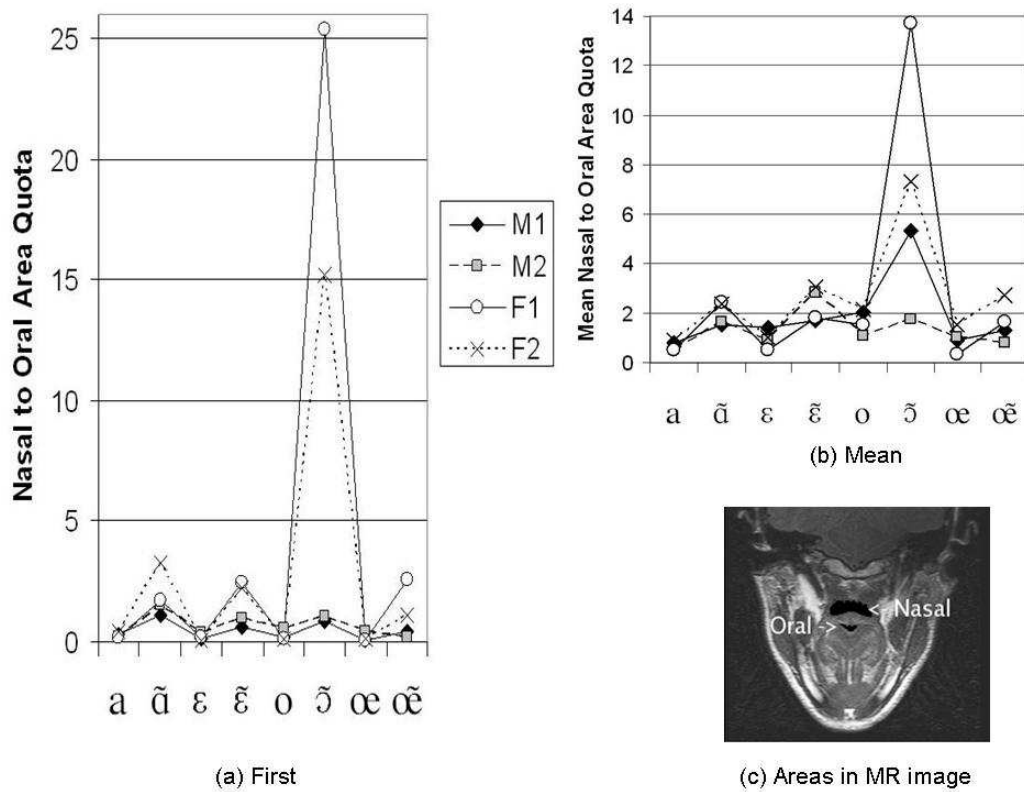 Nasal to Oral Area Quota
25
20
15
10
5
0
a ɑ̃ ɛ ɛ̃ o ɔ̃ œ œ̃
(a) First
M1
M2
F1
F2
Mean Nasal to Oral Area Quota
14
12
10
8
6
4
2
0
a ɑ̃ ɛ ɛ̃ o ɔ̃ œ œ̃
(b) Mean
<- Nasal
Oral ->
(c) Areas in MR image